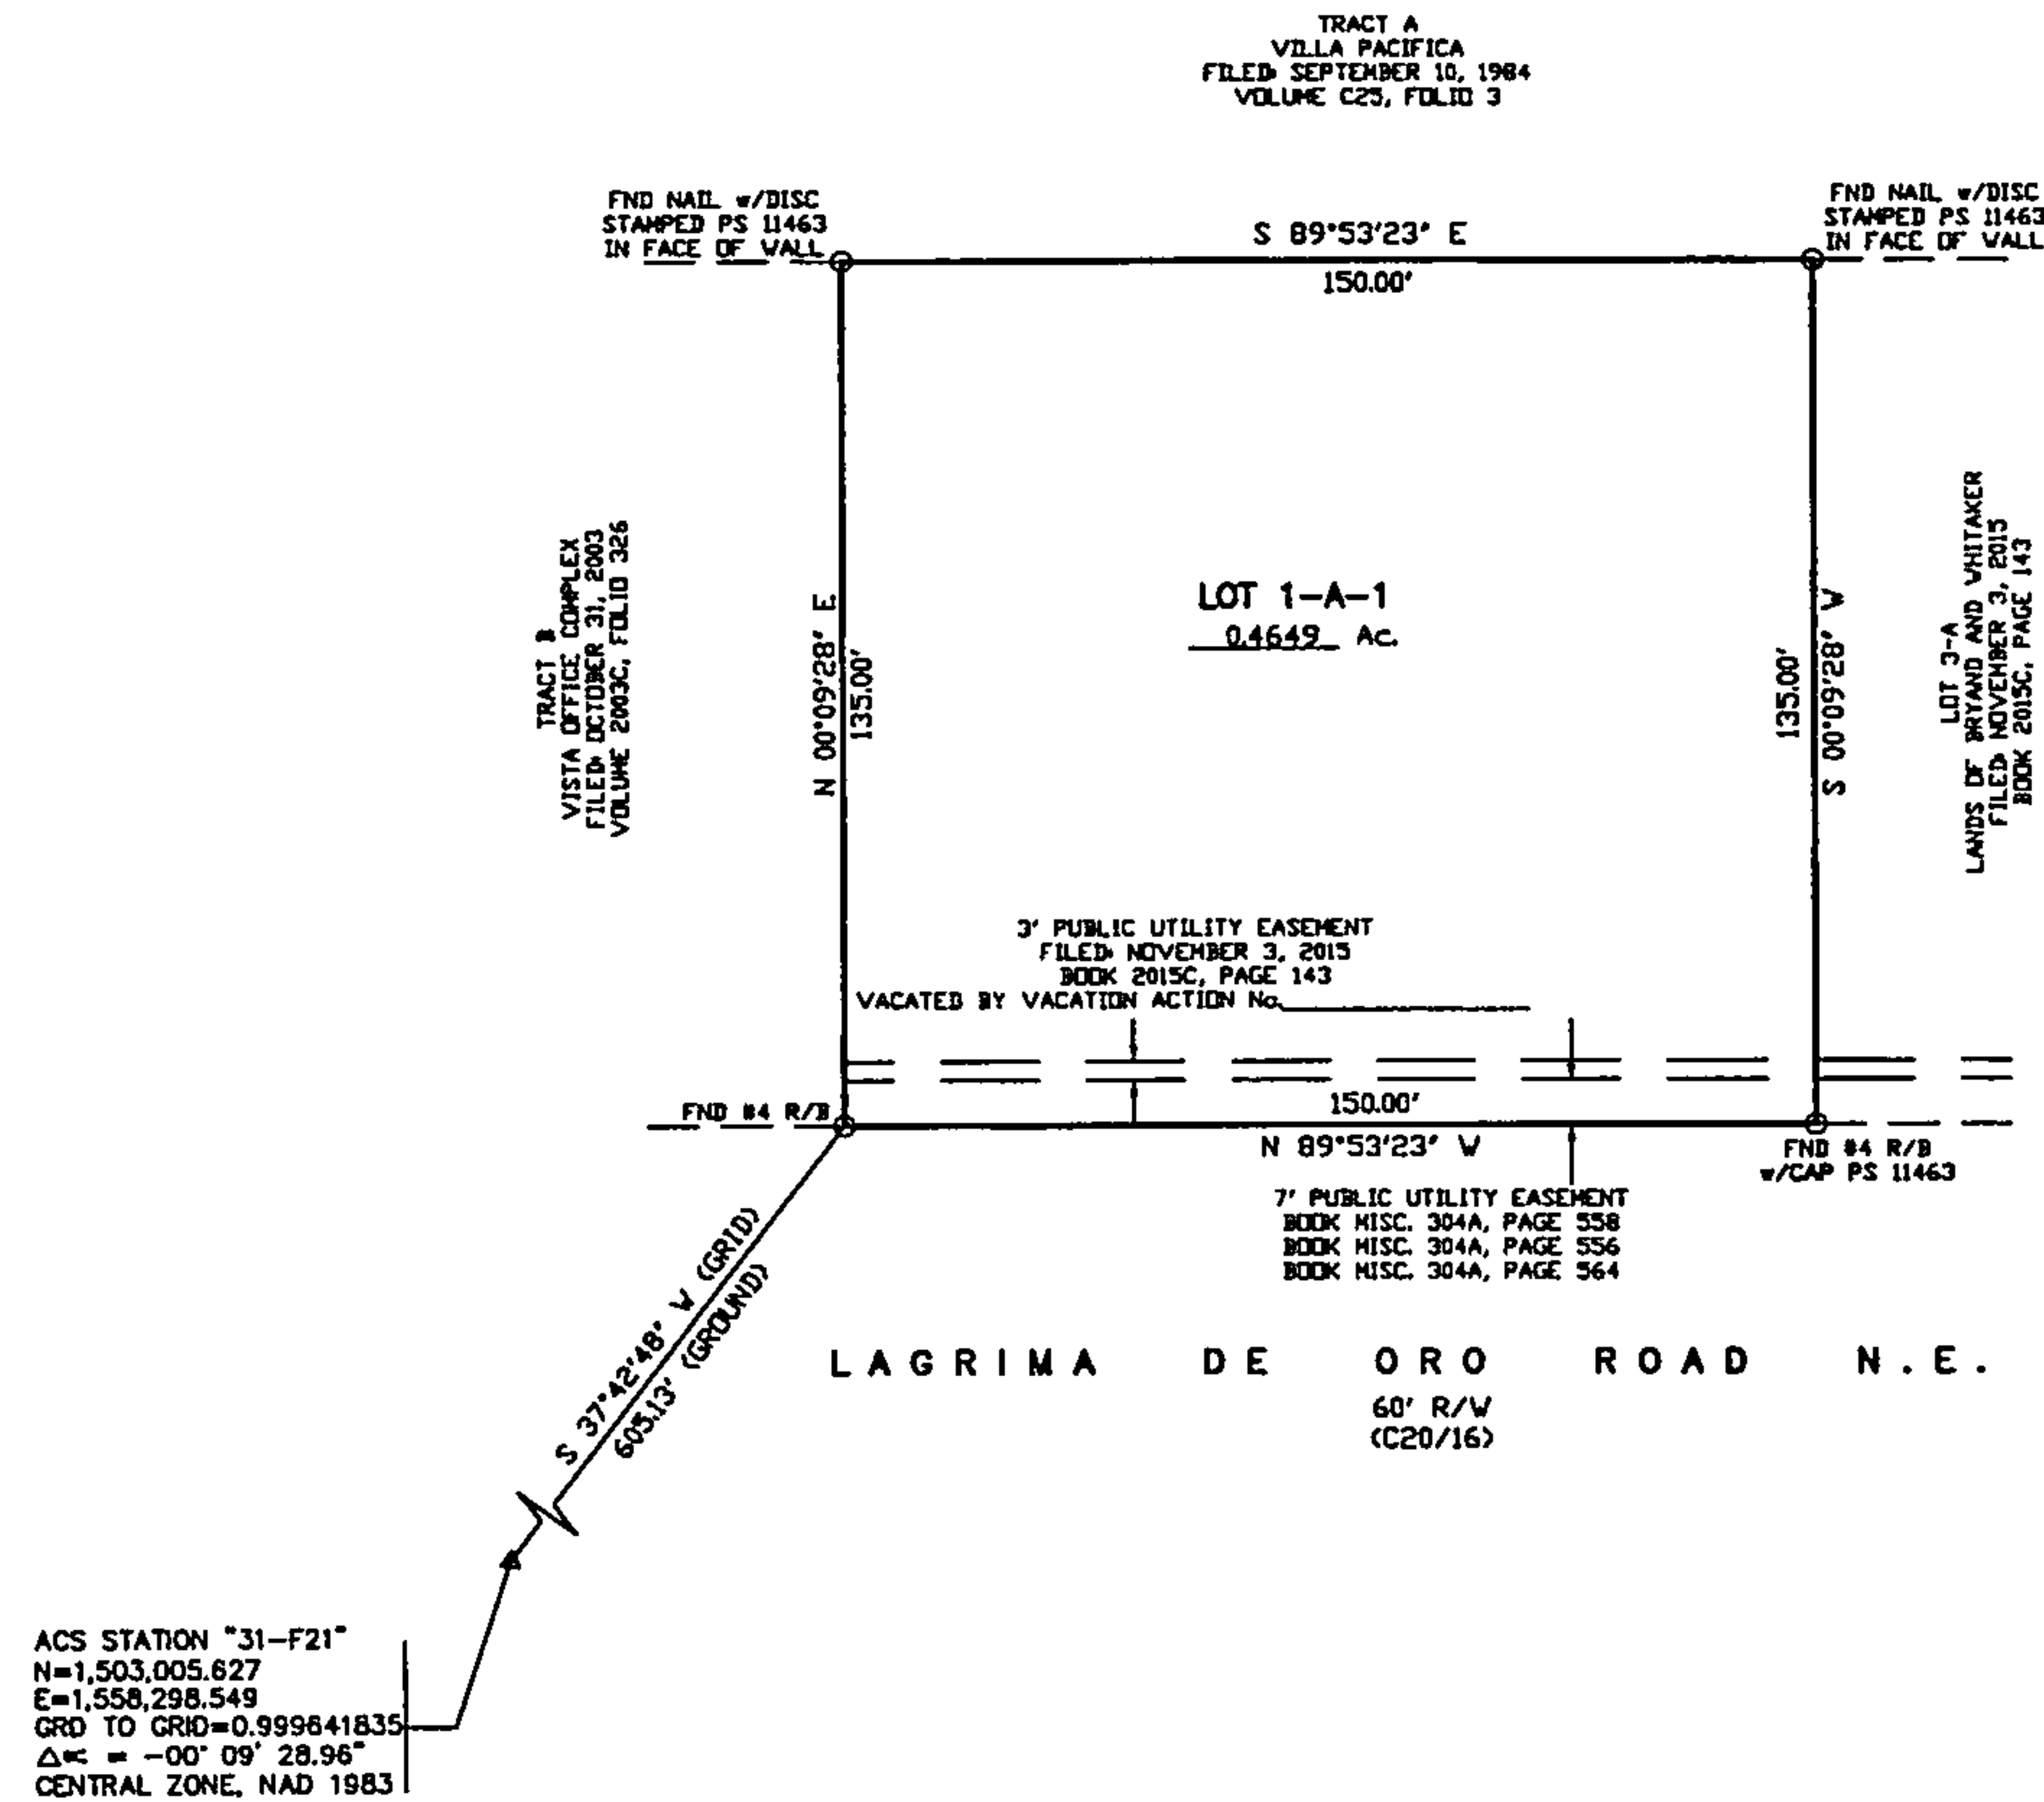 TRACT A
VILLA PACIFICA
FILED: SEPTEMBER 10, 1984
VOLUME C25, FOLIO 3
FND NAIL w/DISC
STAMPED PS 11463
IN FACE OF WALL
S 89°53'23" E
150.00'
FND NAIL w/DISC
STAMPED PS 11463
IN FACE OF WALL
TRACT B
VISTA OFFICE COMPLEX
FILED: OCTOBER 31, 2003
VOLUME 2003C, FOLIO 326
N 00°09'28" E
135.00'
LOT 1-A-1
0.4649 Ac.
135.00'
S 00°09'28" W
LOT 3-A
LANDS OF BRYAND AND WHITAKER
FILED: NOVEMBER 3, 2015
BOOK 2015C, PAGE 143
3' PUBLIC UTILITY EASEMENT
FILED: NOVEMBER 3, 2015
BOOK 2015C, PAGE 143
VACATED BY VACATION ACTION No.
FND #4 R/B
150.00'
N 89°53'23" W
FND #4 R/B
w/CAP PS 11463
7' PUBLIC UTILITY EASEMENT
BOOK MISC. 304A, PAGE 558
BOOK MISC. 304A, PAGE 556
BOOK MISC. 304A, PAGE 564
S 37°42'48" W (GRID)
605.13' (GROUND)
LAGRIMA DE ORO ROAD N.E.
60' R/W
(C20/16)
ACS STATION "31-F21"
N=1,503,005.627
E=1,558,298.549
GRD TO GRID=0.999641835
Δ∝ = -00° 09' 28.96"
CENTRAL ZONE, NAD 1983